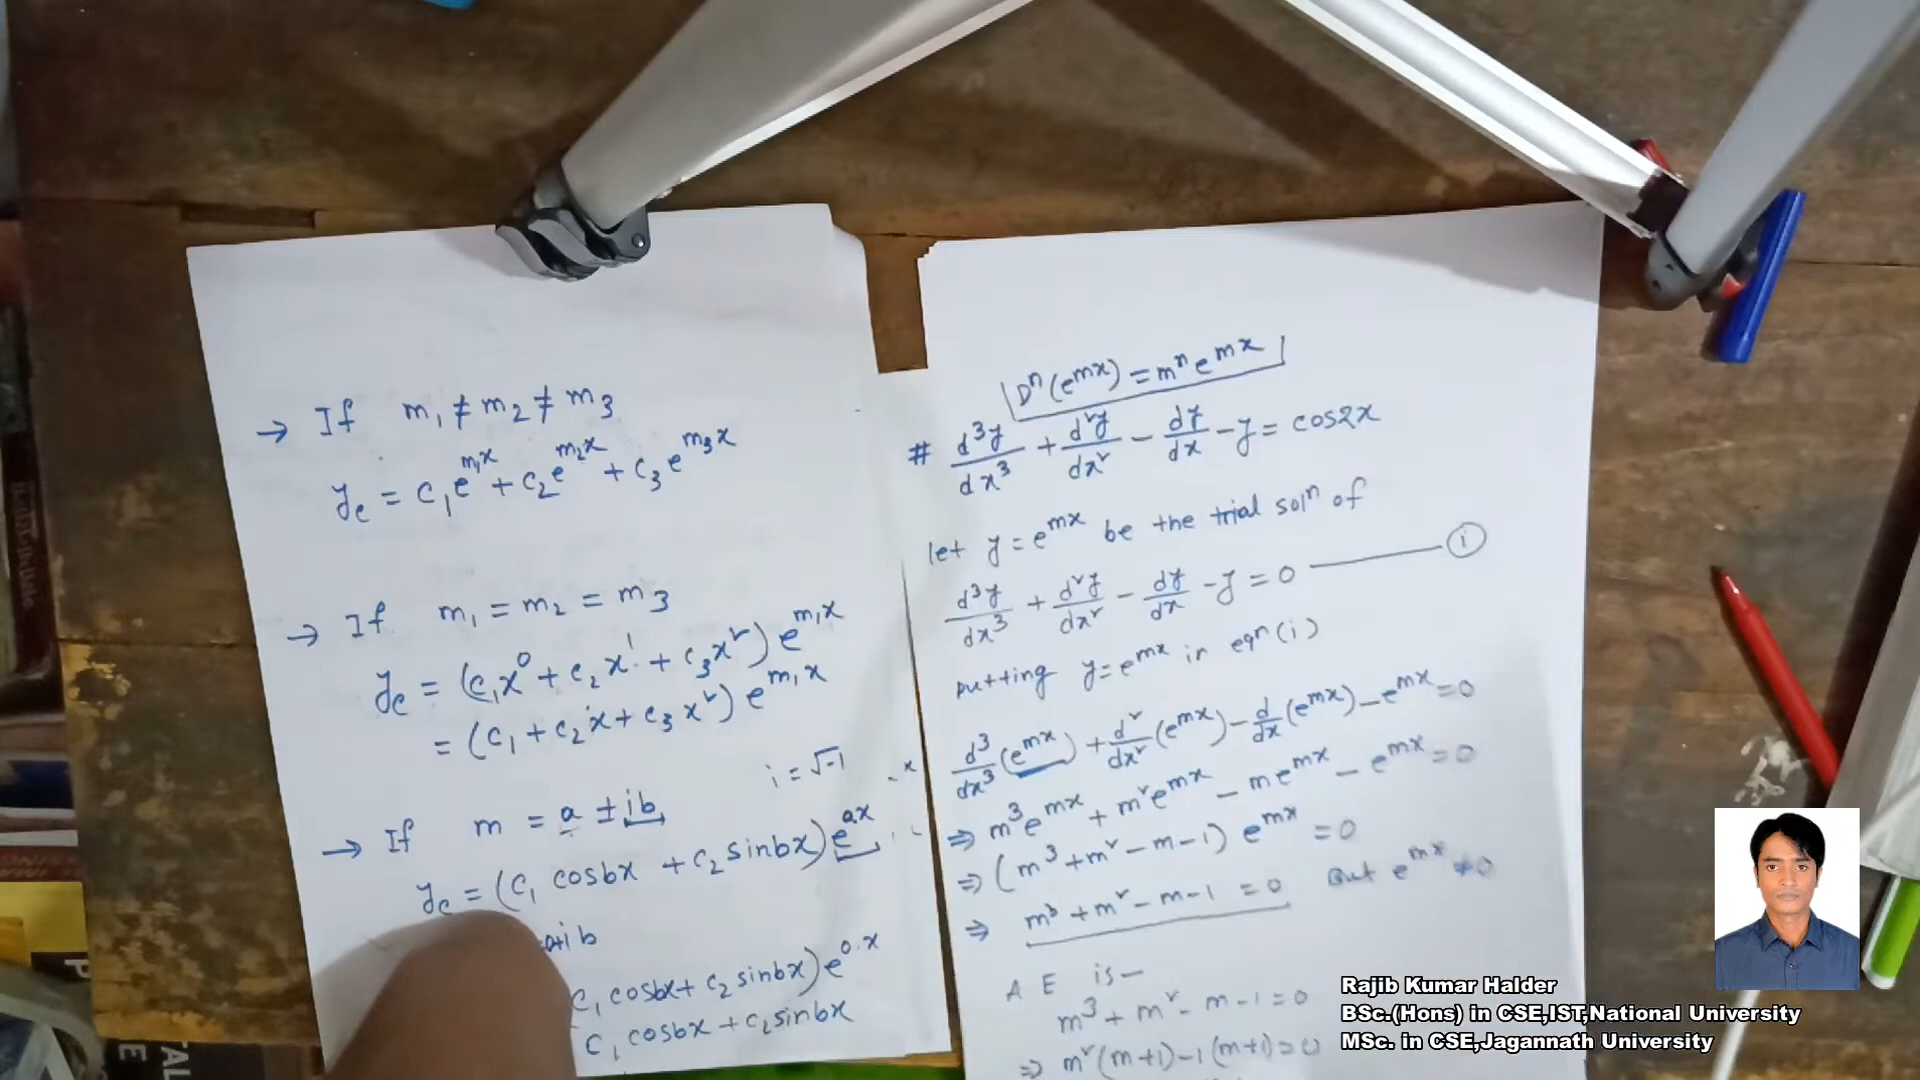 → If m₁ ≠ m₂ ≠ m₃
y_c = c₁e^{m₁x} + c₂e^{m₂x} + c₃e^{m₃x}
→ If m₁ = m₂ = m₃
y_c = (c₁x⁰ + c₂x¹ + c₃x²) e^{m₁x}
= (c₁ + c₂x + c₃x²) e^{m₁x}
i = √-1
→ If m = a ± ib
y_c = (c₁ cosbx + c₂ sinbx) e^{ax}
a+ib
c₁ cosbx + c₂ sinbx) e^{0.x}
c₁ cosbx + c₂ sinbx
Dⁿ(e^{mx}) = mⁿe^{mx}
# d³y/dx³ + d²y/dx² - dy/dx - y = cos2x
let y = e^{mx} be the trial solⁿ of
d³y/dx³ + d²y/dx² - dy/dx - y = 0 — (i)
putting y = e^{mx} in eqⁿ (i)
d³/dx³ (e^{mx}) + d²/dx² (e^{mx}) - d/dx (e^{mx}) - e^{mx} = 0
⇒ m³e^{mx} + m²e^{mx} - me^{mx} - e^{mx} = 0
⇒ (m³ + m² - m - 1) e^{mx} = 0
⇒ m³ + m² - m - 1 = 0 But e^{mx} ≠ 0
A E is —
m³ + m² - m - 1 = 0
⇒ m²(m+1) - 1(m+1) = 0
Rajib Kumar Halder
BSc.(Hons) in CSE,IST,National University
MSc. in CSE,Jagannath University